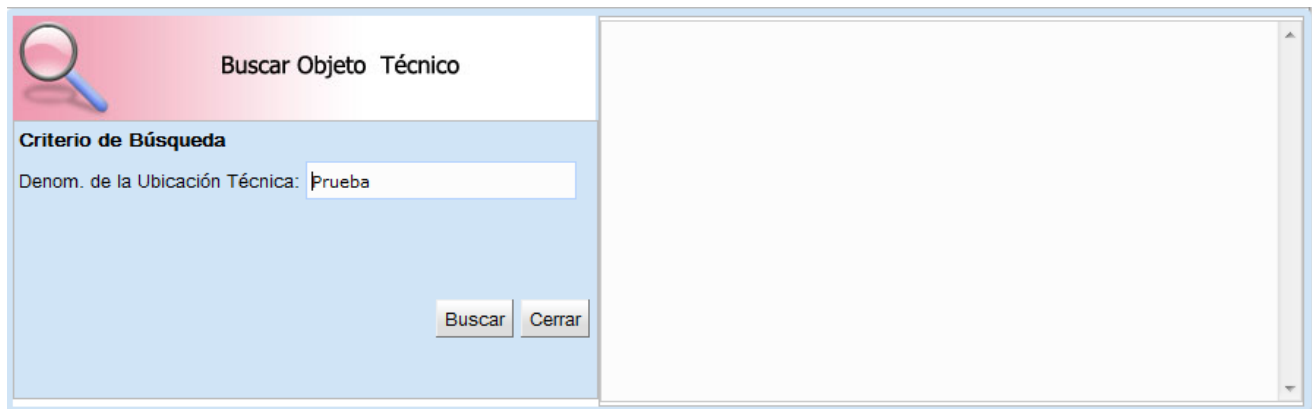 Buscar Objeto Técnico
Criterio de Búsqueda
Denom. de la Ubicación Técnica: Prueba
Buscar Cerrar